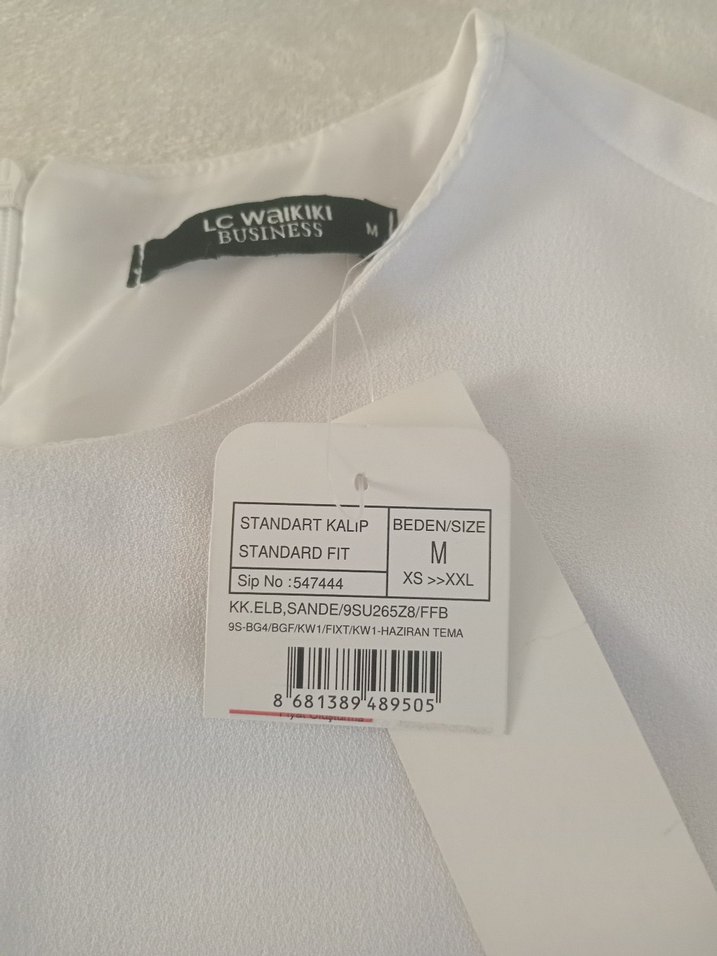 LC WAIKIKI
BUSINESS
M
STANDART KALıP
STANDARD FIT
BEDEN/SIZE
M
XS >>XXL
Sip No :547444
KK.ELB,SANDE/9SU265Z8/FFB
9S-BG4/BGF/KW1/FIXT/KW1-HAZIRAN TEMA
8 681389 489505